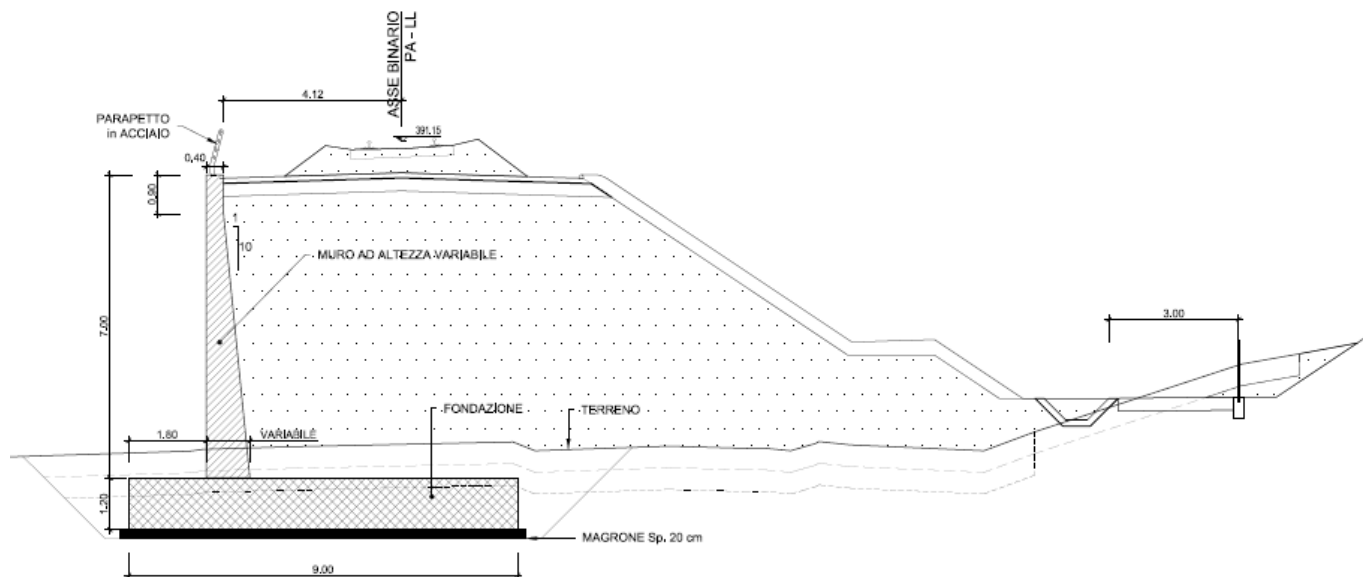 ASSE BINARIO
PA - LL
4.12
PARAPETTO
in ACCIAIO
391.15
0,40
0.90
1
10
MURO AD ALTEZZA VARIABILE
7.00
3.00
FONDAZIONE
TERRENO
1.60
VARIABILE
1.20
MAGRONE Sp. 20 cm
9.00